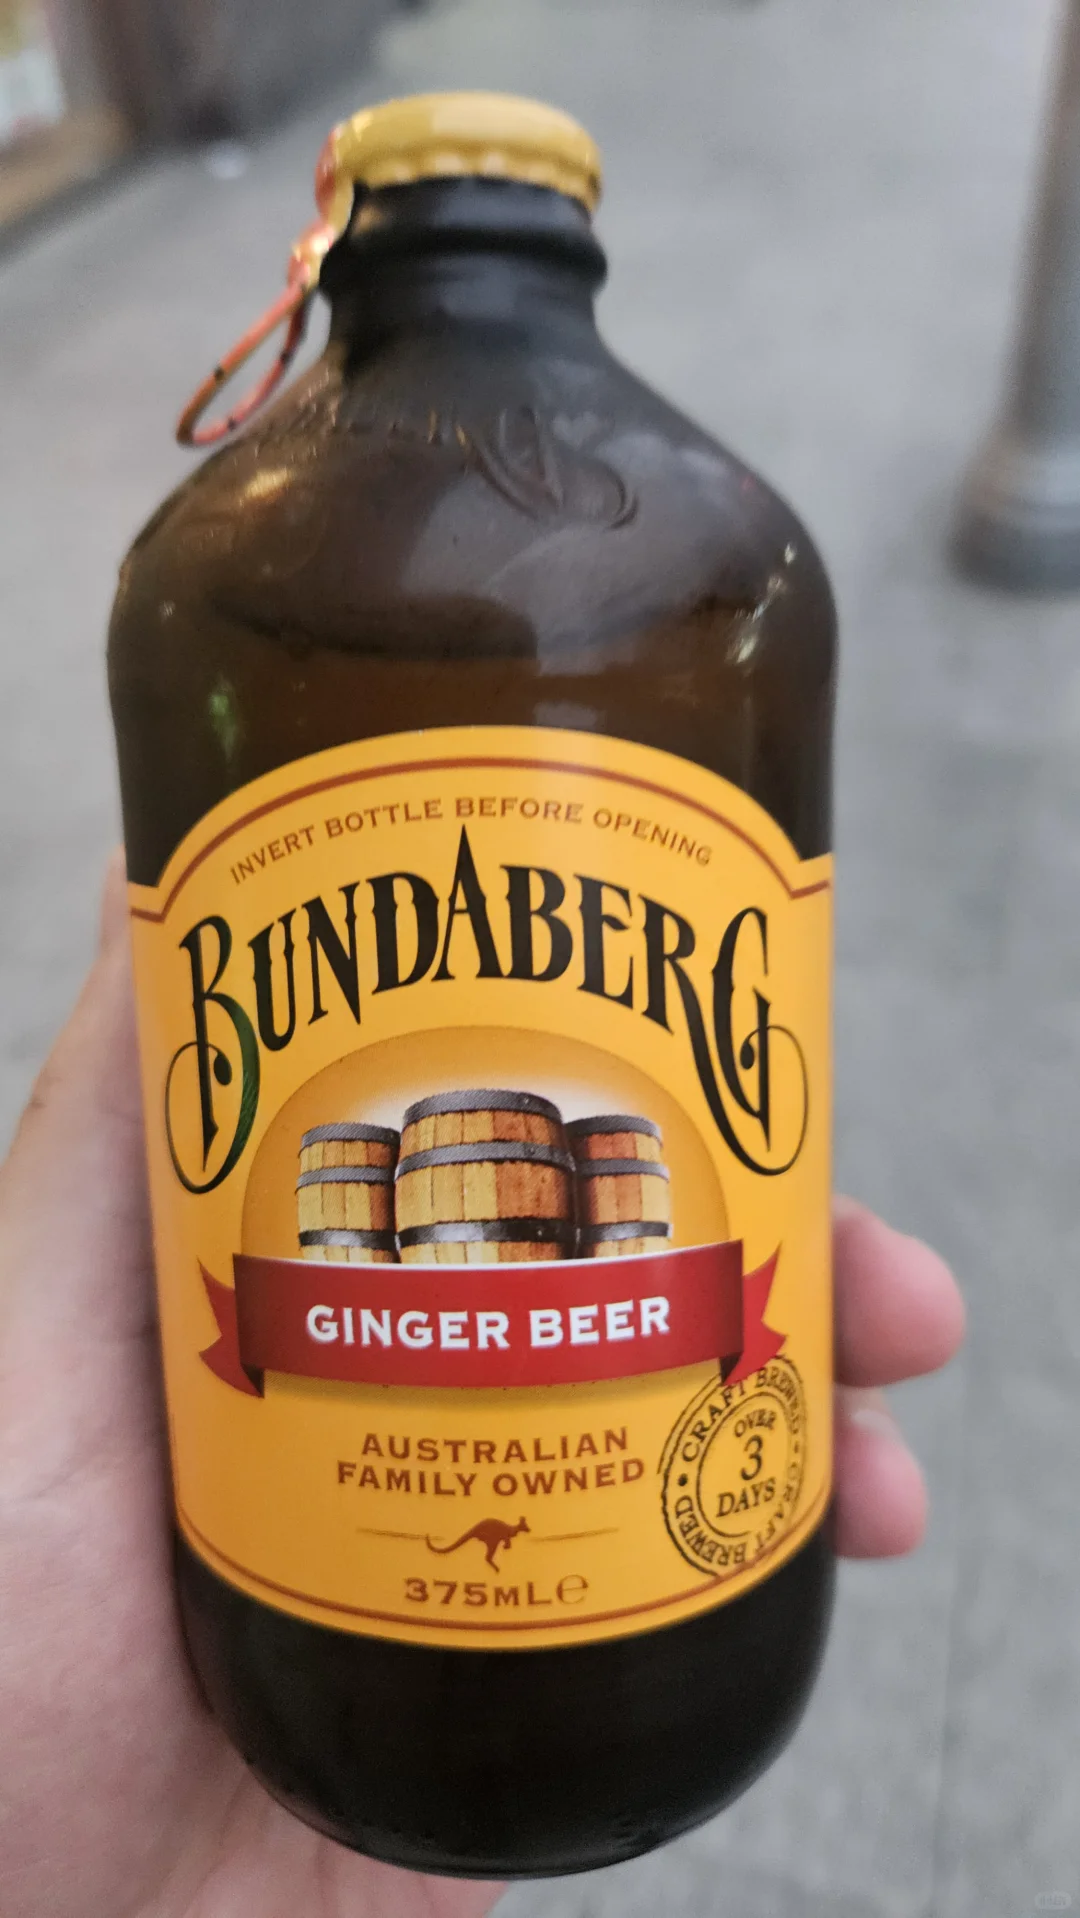 INVERT BOTTLE BEFORE OPENING
BUNDABERG
GINGER BEER
AUSTRALIAN
FAMILY OWNED
375ML℮
CRAFT BREWED • CRAFT BREWED •
OVER
3
DAYS